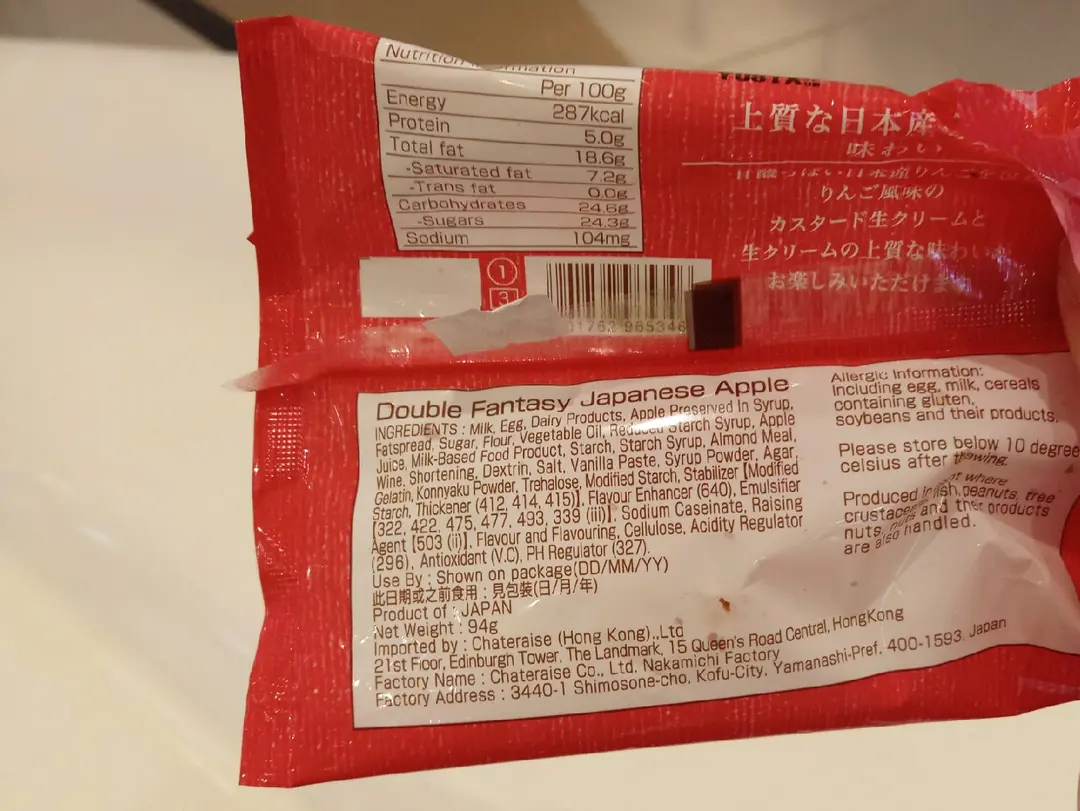 Nutrition
Per 100g
Energy 287kcal
Protein 5.0g
Total fat 18.6g
-Saturated fat 7.2g
-Trans fat 0.0g
Carbohydrates 24.6g
-Sugars 24.3g
Sodium 104mg
1
3
965346
上質な日本産
味わい
りんご風味の
カスタード生クリームと
生クリームの上質な味わい
お楽しみいただけ
Double Fantasy Japanese Apple
INGREDIENTS : Milk, Egg, Dairy Products, Apple Preserved In Syrup,
Fatspread, Sugar, Flour, Vegetable Oil, Reduced Starch Syrup, Apple
Juice, Milk-Based Food Product, Starch, Starch Syrup, Almond Meal,
Wine, Shortening, Dextrin, Salt, Vanilla Paste, Syrup Powder, Agar,
Gelatin, Konnyaku Powder, Trehalose, Modified Starch, Stabilizer [Modified
Starch, Thickener (412, 414, 415)], Flavour Enhancer (640), Emulsifier
[322, 422, 475, 477, 493, 339 (iii)], Sodium Caseinate, Raising
Agent [503 (ii)], Flavour and Flavouring, Cellulose, Acidity Regulator
(296), Antioxidant (V.C), PH Regulator (327).
Use By : Shown on package(DD/MM/YY)
此日期或之前食用 : 見包裝(日/月/年)
Product of : JAPAN
Net Weight : 94g
Imported by : Chateraise (Hong Kong).,Ltd
21st Floor, Edinburgh Tower, The Landmark, 15 Queen's Road Central, HongKong
Factory Name : Chateraise Co., Ltd. Nakamichi Factory
Factory Address : 3440-1 Shimosone-cho, Kofu-City, Yamanashi-Pref. 400-1593. Japan
Allergic Information:
Including egg, milk, cereals
containing gluten,
soybeans and their products.
Please store below 10 degree
celsius after thawing.
Produced where
fish, peanuts, tree
nuts, and products
are also handled.